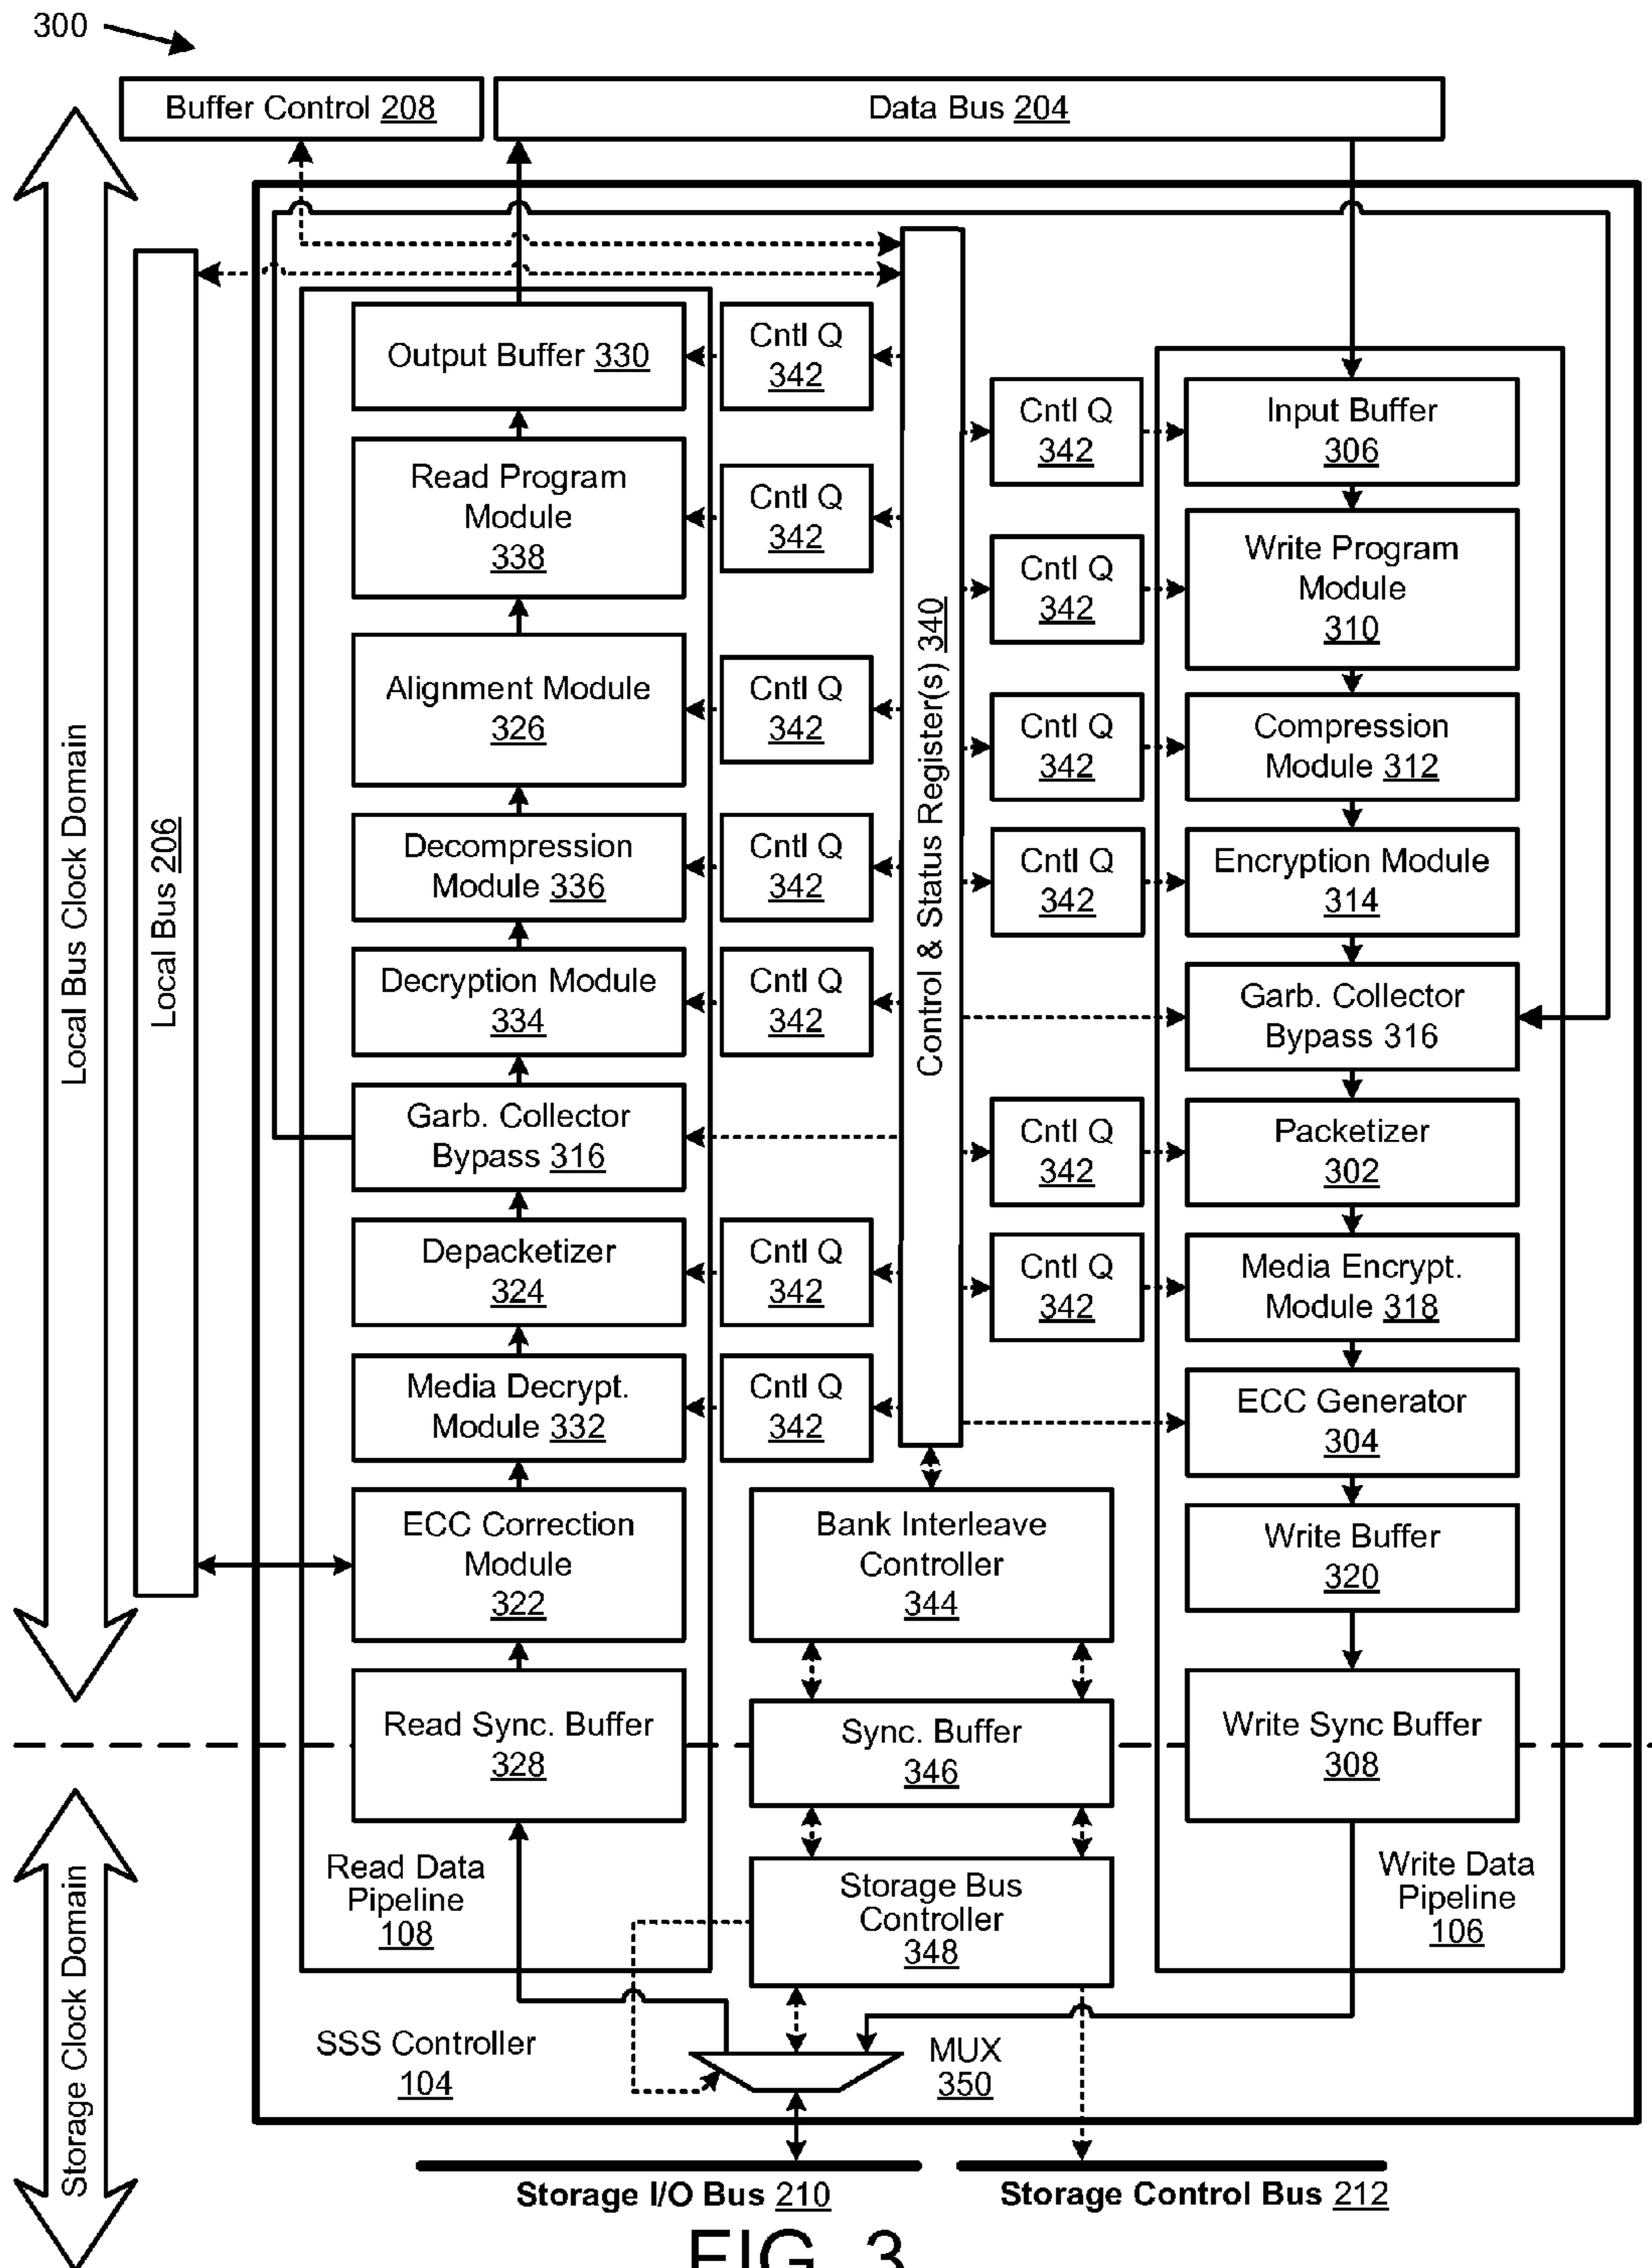 300
Buffer Control 208
Data Bus 204
Local Bus Clock Domain
Local Bus 206
Output Buffer 330
Cntl Q
342
Read Program
Module
338
Cntl Q
342
Alignment Module
326
Cntl Q
342
Decompression
Module 336
Cntl Q
342
Decryption Module
334
Cntl Q
342
Garb. Collector
Bypass 316
Depacketizer
324
Cntl Q
342
Media Decrypt.
Module 332
Cntl Q
342
ECC Correction
Module
322
Read Sync. Buffer
328
Read Data
Pipeline
108
Control & Status Register(s) 340
Bank Interleave
Controller
344
Sync. Buffer
346
Storage Bus
Controller
348
Cntl Q
342
Input Buffer
306
Cntl Q
342
Write Program
Module
310
Cntl Q
342
Compression
Module 312
Cntl Q
342
Encryption Module
314
Garb. Collector
Bypass 316
Cntl Q
342
Packetizer
302
Cntl Q
342
Media Encrypt.
Module 318
ECC Generator
304
Write Buffer
320
Write Sync Buffer
308
Write Data
Pipeline
106
Storage Clock Domain
SSS Controller
104
MUX
350
Storage I/O Bus 210
Storage Control Bus 212
FIG. 3